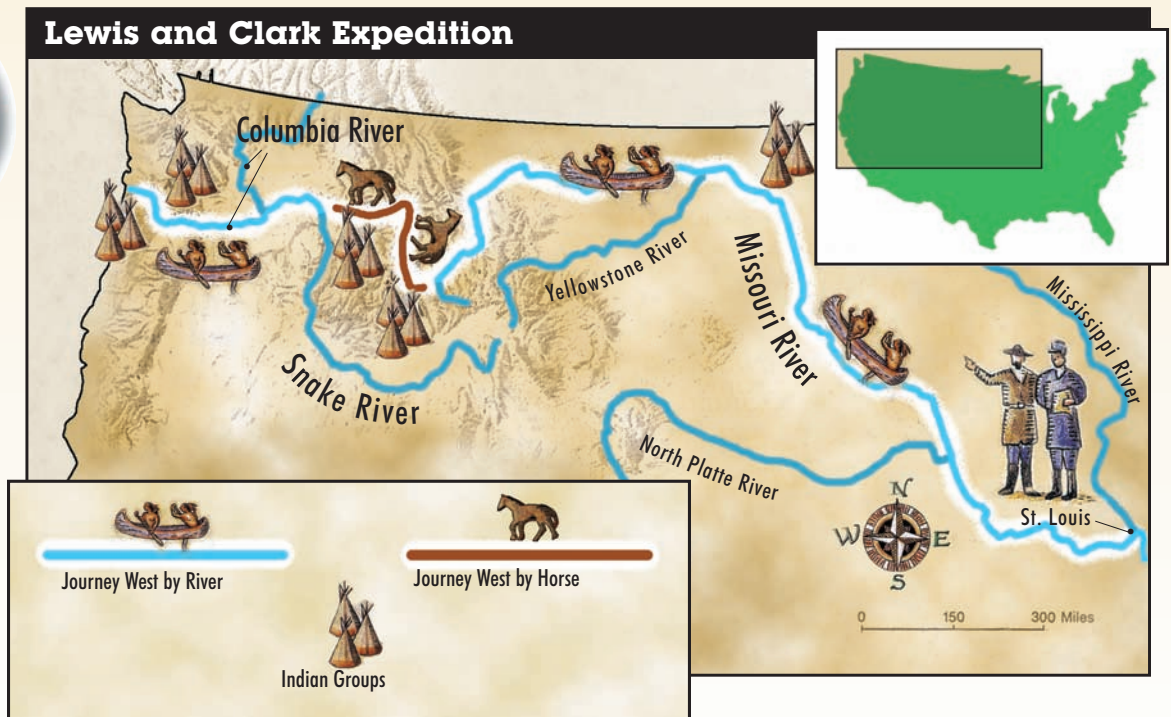 Lewis and Clark Expedition
Columbia River
Yellowstone River
Missouri River
Mississippi River
Snake River
North Platte River
St. Louis
N
W E
S
0 150 300 Miles
Journey West by River
Journey West by Horse
Indian Groups